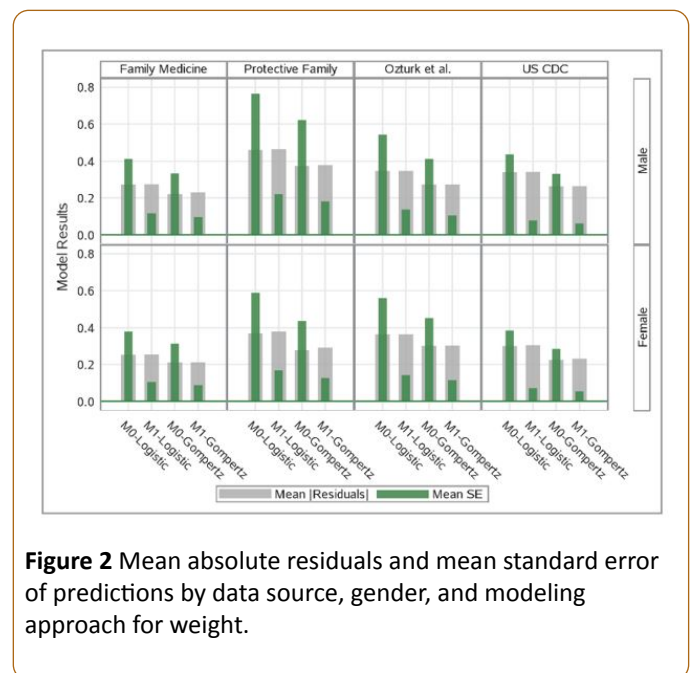 Family Medicine Protective Family Ozturk et al. US CDC
0.8
0.6
0.4
0.2
0.0
Male
Model Results
0.8
0.6
0.4
0.2
0.0
Female
M0-Logistic M1-Logistic M0-Gompertz M1-Gompertz M0-Logistic M1-Logistic M0-Gompertz M1-Gompertz M0-Logistic M1-Logistic M0-Gompertz M1-Gompertz M0-Logistic M1-Logistic M0-Gompertz M1-Gompertz
Mean |Residuals| Mean SE
Figure 2 Mean absolute residuals and mean standard error
of predictions by data source, gender, and modeling
approach for weight.